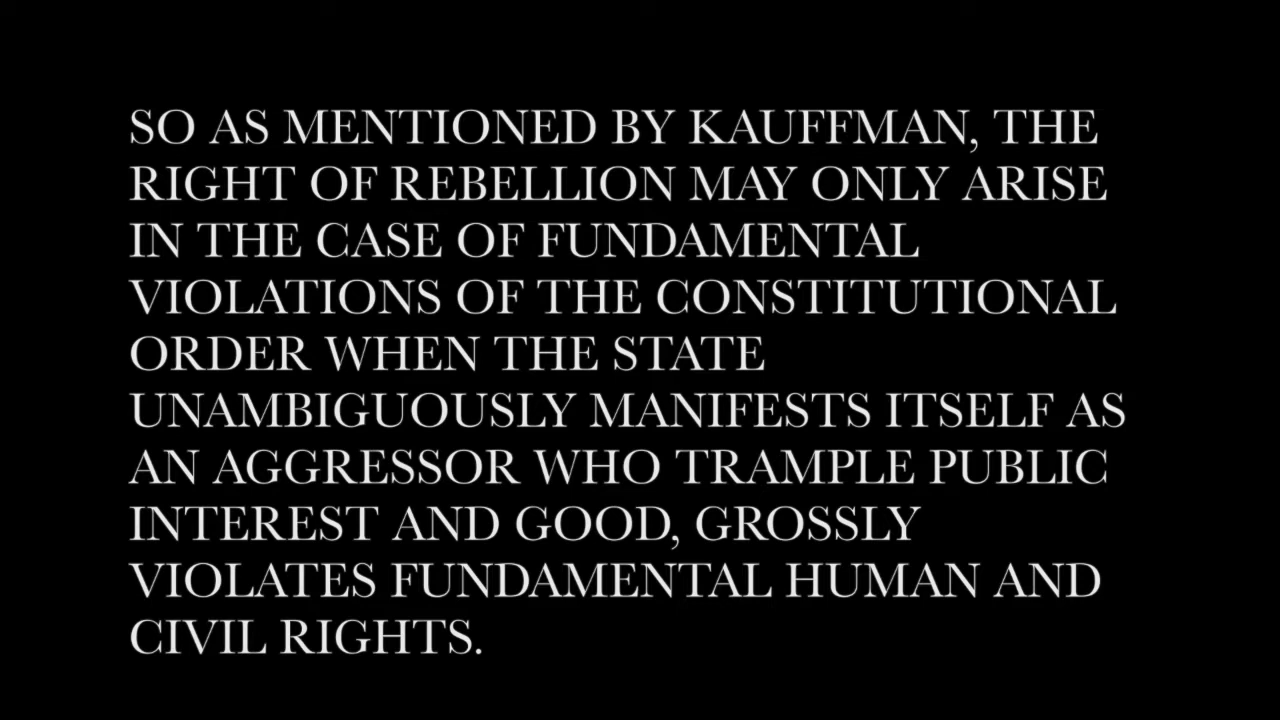 SO AS MENTIONED BY KAUFFMAN, THE
RIGHT OF REBELLION MAY ONLY ARISE
IN THE CASE OF FUNDAMENTAL
VIOLATIONS OF THE CONSTITUTIONAL
ORDER WHEN THE STATE
UNAMBIGUOUSLY MANIFESTS ITSELF AS
AN AGGRESSOR WHO TRAMPLE PUBLIC
INTEREST AND GOOD, GROSSLY
VIOLATES FUNDAMENTAL HUMAN AND
CIVIL RIGHTS.